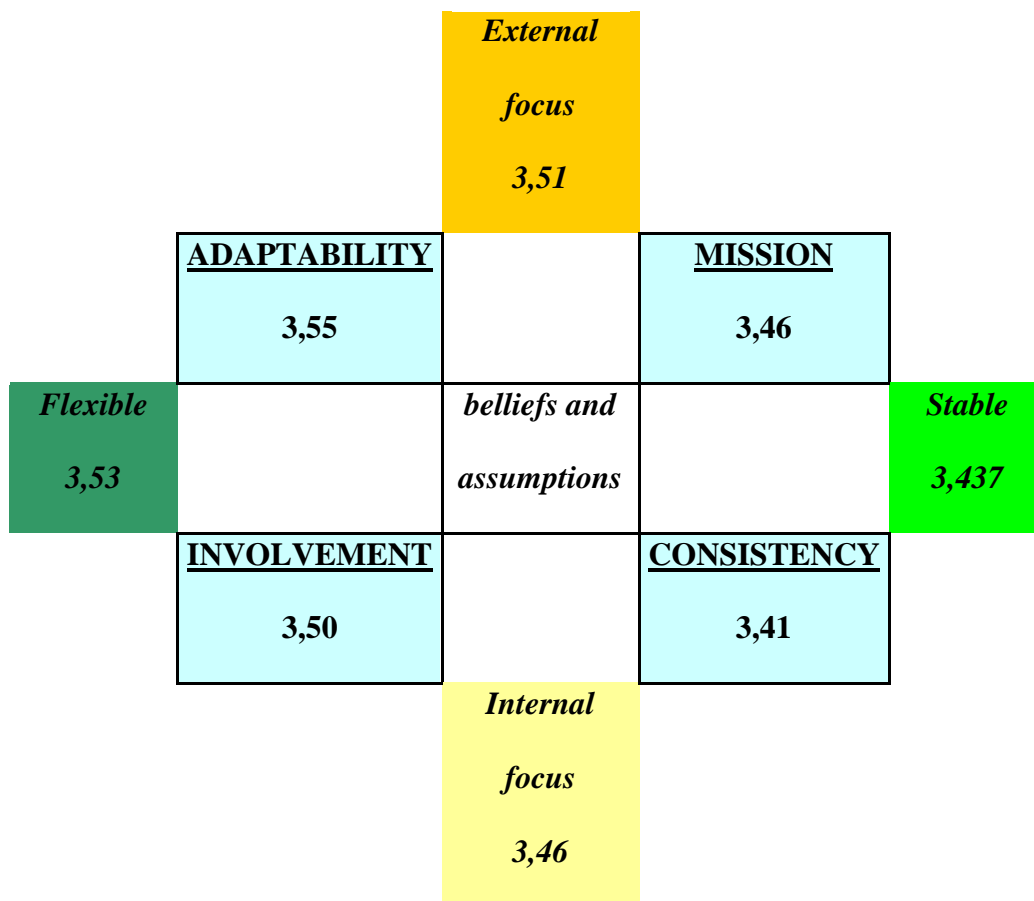 External
focus
3,51
ADAPTABILITY
3,55
MISSION
3,46
Flexible
3,53
belliefs and
assumptions
Stable
3,437
INVOLVEMENT
3,50
CONSISTENCY
3,41
Internal
focus
3,46